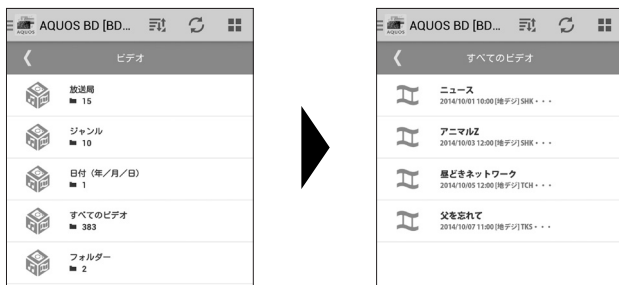 AQUOS BD [BD...
AQUOS
ビデオ
放送局
15
ジャンル
10
日付（年／月／日）
1
すべてのビデオ
383
フォルダー
2
AQUOS BD [BD...
AQUOS
すべてのビデオ
ニュース
2014/10/01 10:00 [地デジ] SHK・・・
アニマルZ
2014/10/03 12:00 [地デジ] SHK・・・
昼どきネットワーク
2014/10/05 12:00 [地デジ] TCH・・・
父を忘れて
2014/10/07 11:00 [地デジ] TKS・・・